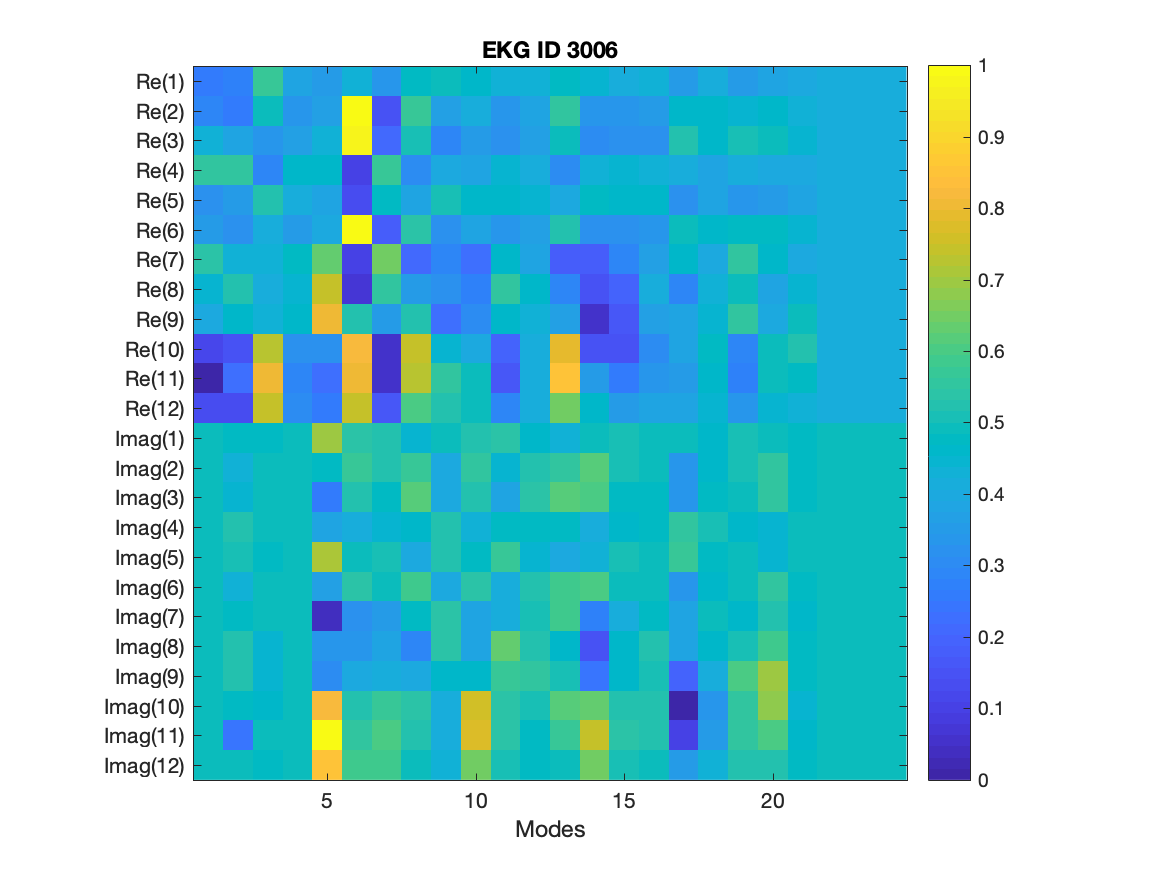 EKG ID 3006
Re(1)
Re(2)
Re(3)
Re(4)
Re(5)
Re(6)
Re(7)
Re(8)
Re(9)
Re(10)
Re(11)
Re(12)
Imag(1)
Imag(2)
Imag(3)
Imag(4)
Imag(5)
Imag(6)
Imag(7)
Imag(8)
Imag(9)
Imag(10)
Imag(11)
Imag(12)
5 10 15 20
Modes
1
0.9
0.8
0.7
0.6
0.5
0.4
0.3
0.2
0.1
0